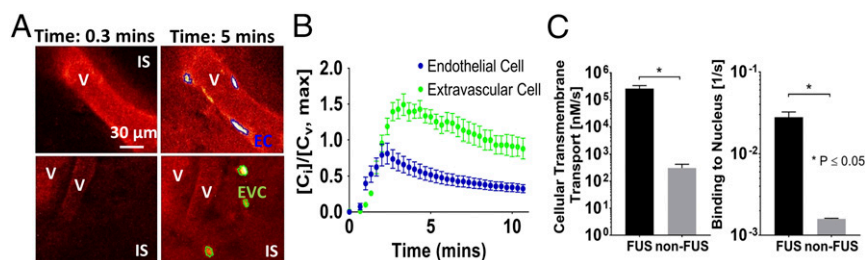 A
Time: 0.3 mins
Time: 5 mins
V
IS
30 μm
V
IS
EC
V
V
V
V
EVC
IS
B
[Ci]/[Cv, max]
2.0
1.5
1.0
0.5
0.0
Endothelial Cell
Extravascular Cell
0
5
10
Time (mins)
C
Cellular Transmembrane
Transport [nM/s]
10⁶
10⁵
10⁴
10³
10²
10¹
10⁰
*
FUS non-FUS
Binding to Nucleus [1/s]
10⁻¹
10⁻²
10⁻³
*
* P ≤ 0.05
FUS non-FUS